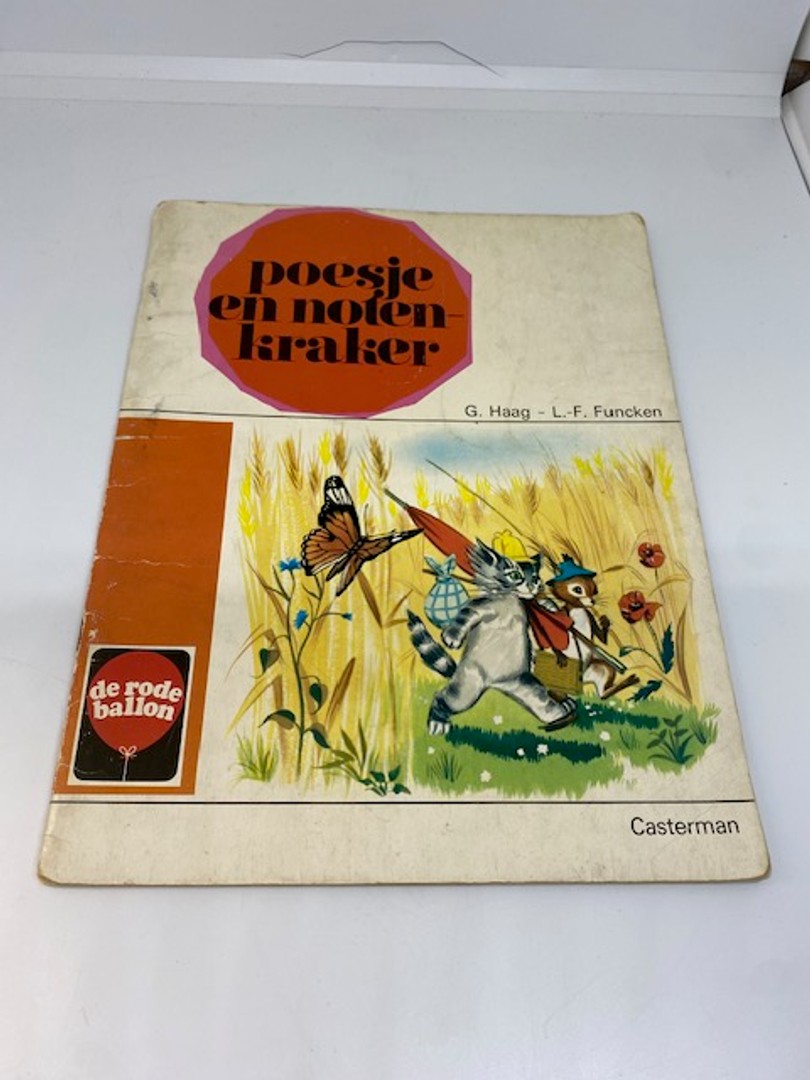 poesje
en noten-
kraker
G. Haag - L.-F. Funcken
de rode
ballon
Casterman